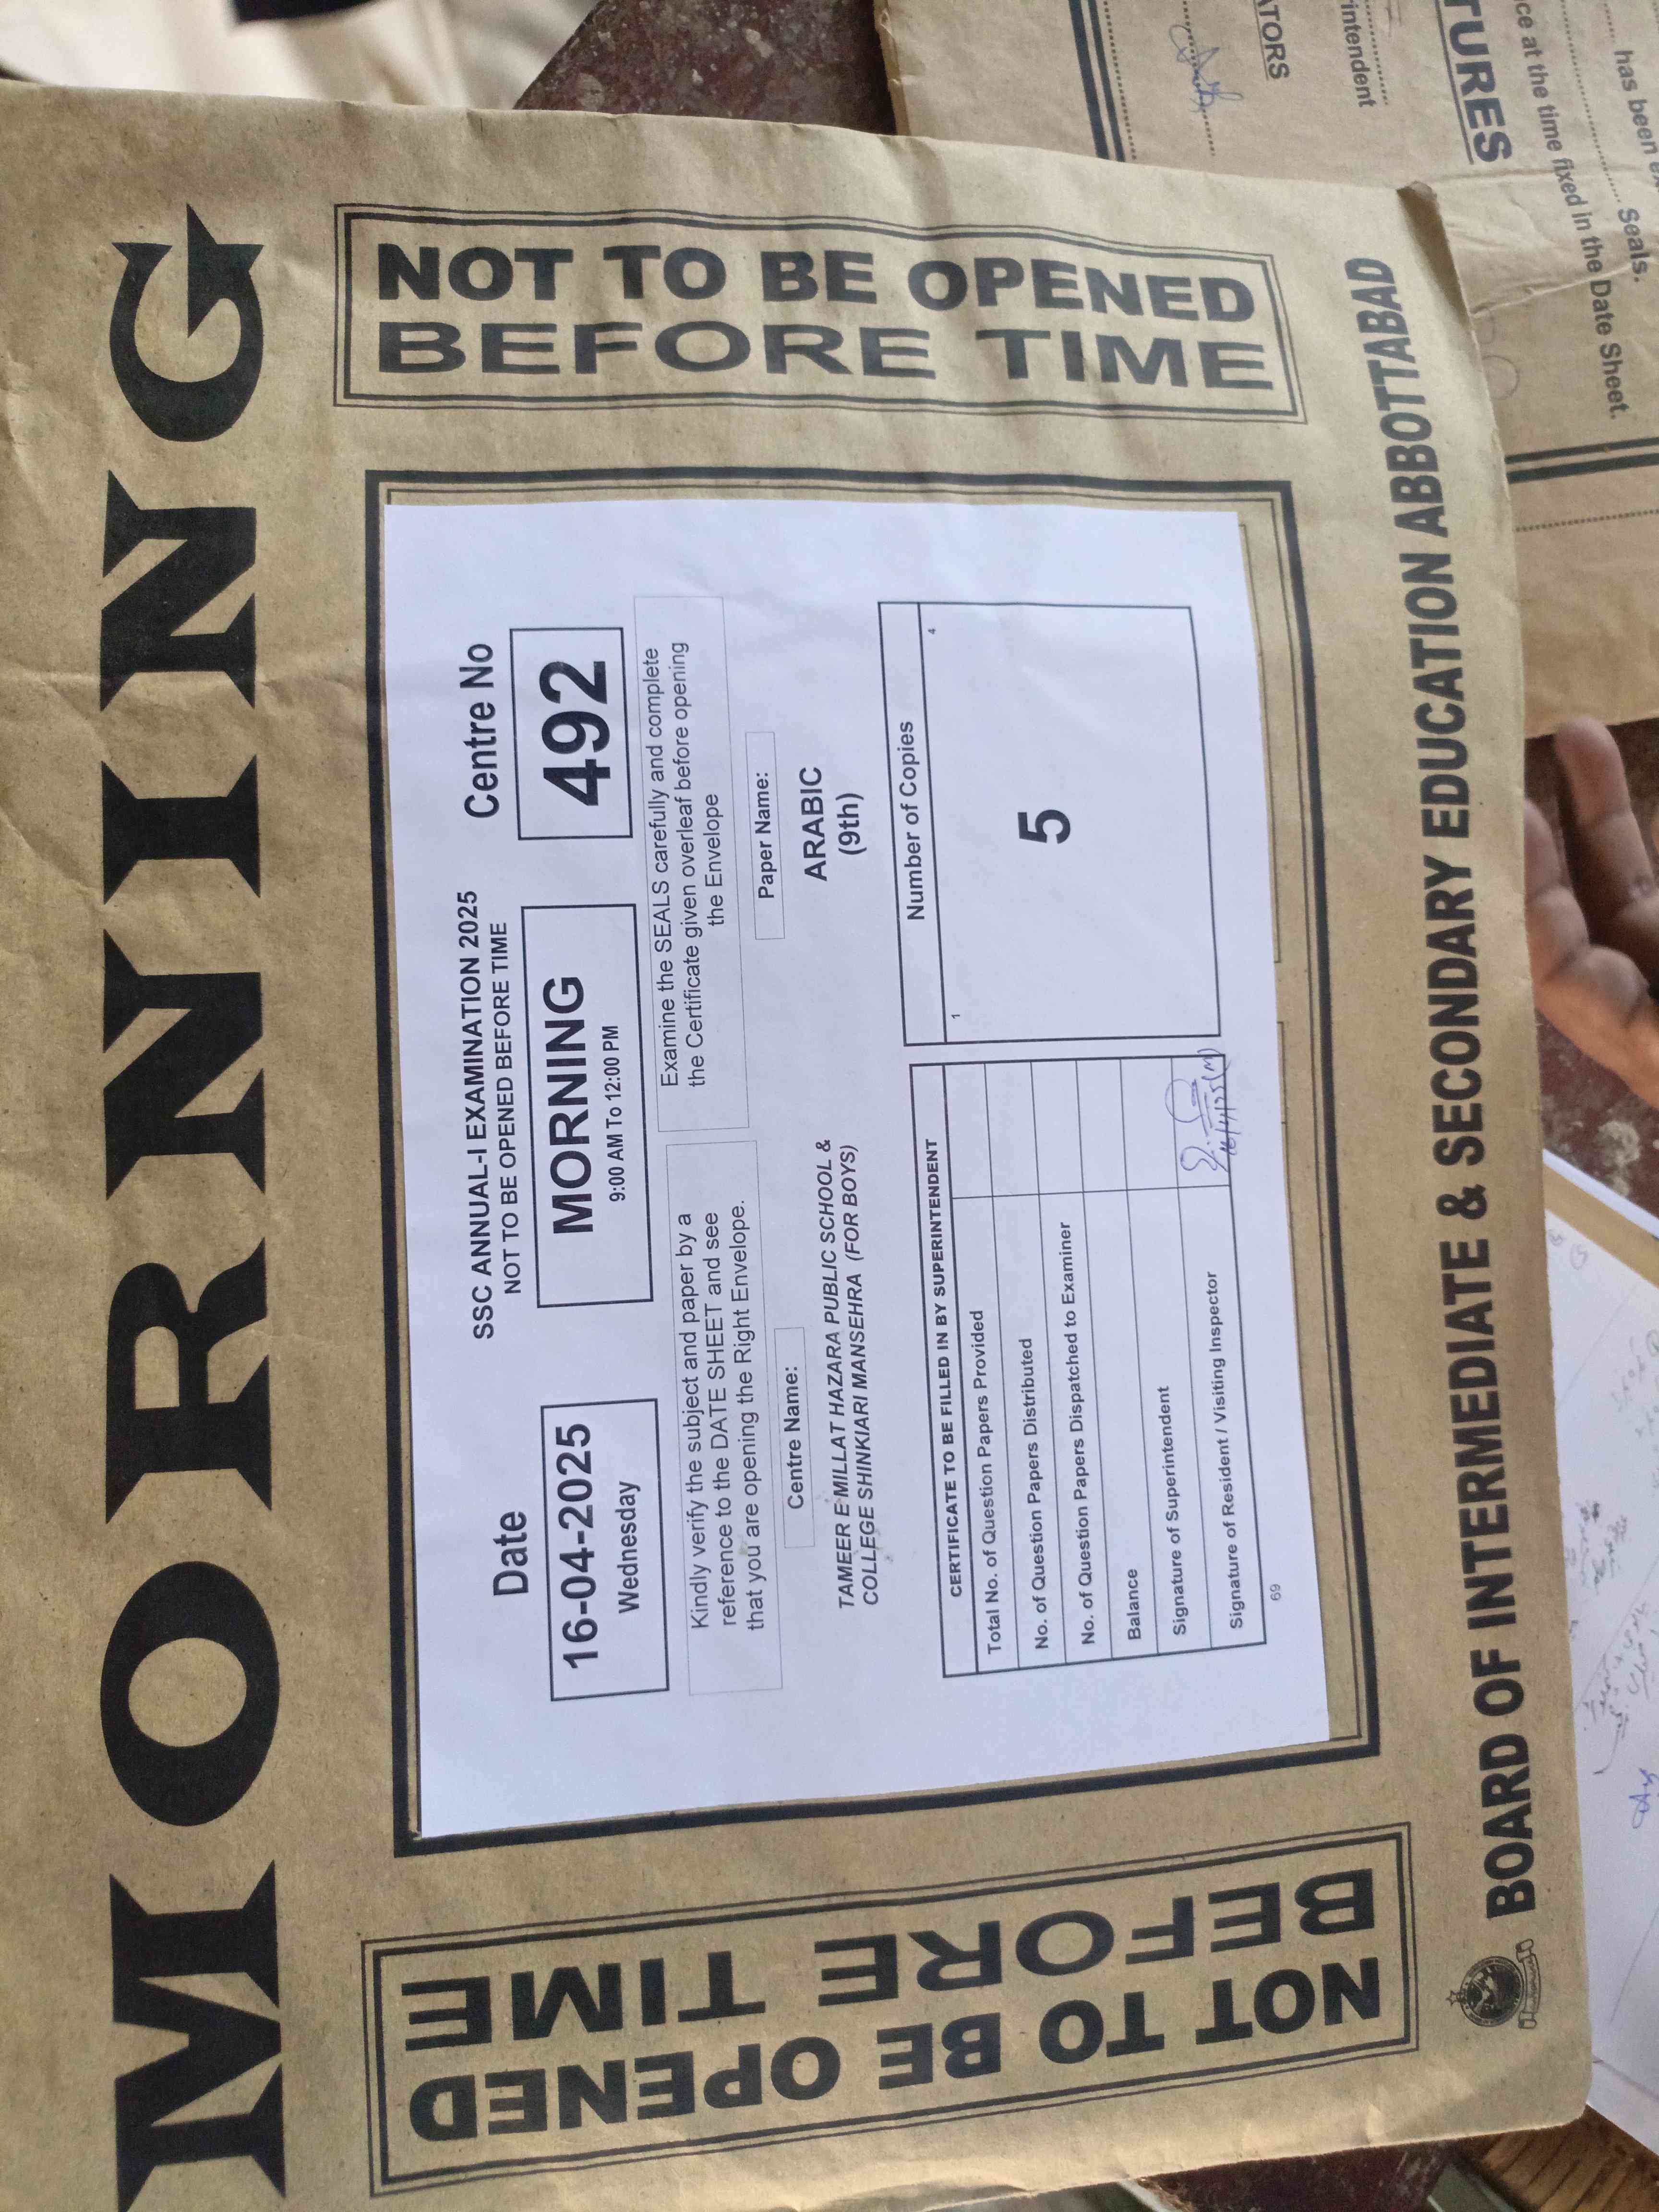 MORNING
NOT TO BE OPENED
BEFORE TIME
NOT TO BE OPENED
BEFORE TIME
Date
16-04-2025
Wednesday
SSC ANNUAL-I EXAMINATION 2025
NOT TO BE OPENED BEFORE TIME
MORNING
9:00 AM To 12:00 PM
Centre No
492
Kindly verify the subject and paper by a
reference to the DATE SHEET and see
that you are opening the Right Envelope.
Examine the SEALS carefully and complete
the Certificate given overleaf before opening
the Envelope
Centre Name:
TAMEER E MILLAT HAZARA PUBLIC SCHOOL &
COLLEGE SHINKIARI MANSEHRA (FOR BOYS)
Paper Name:
ARABIC
(9th)
CERTIFICATE TO BE FILLED IN BY SUPERINTENDENT
Total No. of Question Papers Provided
No. of Question Papers Distributed
No. of Question Papers Dispatched to Examiner
Balance
Signature of Superintendent
Signature of Resident / Visiting Inspector
16/4/25(M)
Number of Copies
1 4
5
69
BOARD OF INTERMEDIATE & SECONDARY EDUCATION ABBOTTABAD
ATORS
intendent
TURES
ce at the time fixed in the Date Sheet.
has been
Seals.